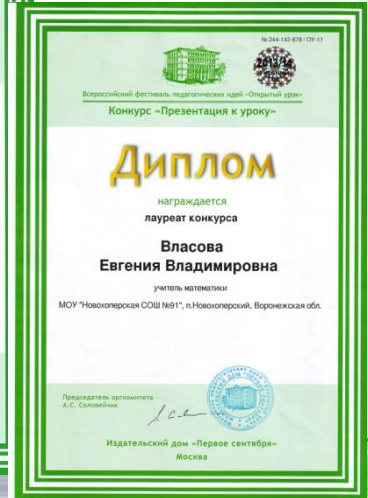 № 244-142-878 / ОУ-11
2013/14
Всероссийский фестиваль педагогических идей «Открытый урок»
Конкурс «Презентация к уроку»
Диплом
награждается
лауреат конкурса
Власова
Евгения Владимировна
учитель математики
МОУ "Новохоперская СОШ №91", п.Новохоперский, Воронежская обл.
Председатель оргкомитета
А.С. Соловейчик
Издательский дом «Первое сентября»
Москва